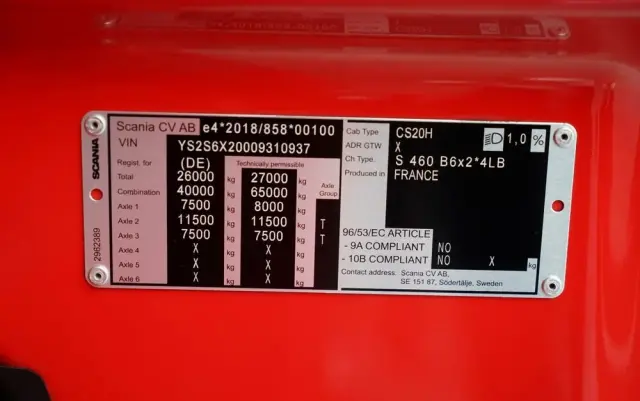 SCANIA
2982389
Scania CV AB e4*2018/858*00100
VIN YS2S6X20009310937
Regist. for (DE) Technically permissible
Total 26000 kg 27000 kg Axle Group
Combination 40000 kg 65000 kg
Axle 1 7500 kg 8000 kg
Axle 2 11500 kg 11500 kg T
Axle 3 7500 kg 7500 kg T
Axle 4 X kg X kg
Axle 5 X kg X kg
Axle 6 X kg X kg
Cab Type CS20H 1,0 %
ADR GTW X
Ch Type S 460 B6x2*4LB
Produced in FRANCE
96/53/EC ARTICLE
- 9A COMPLIANT NO
- 10B COMPLIANT NO X kg
Contact address: Scania CV AB,
SE 151 87, Södertälje, Sweden